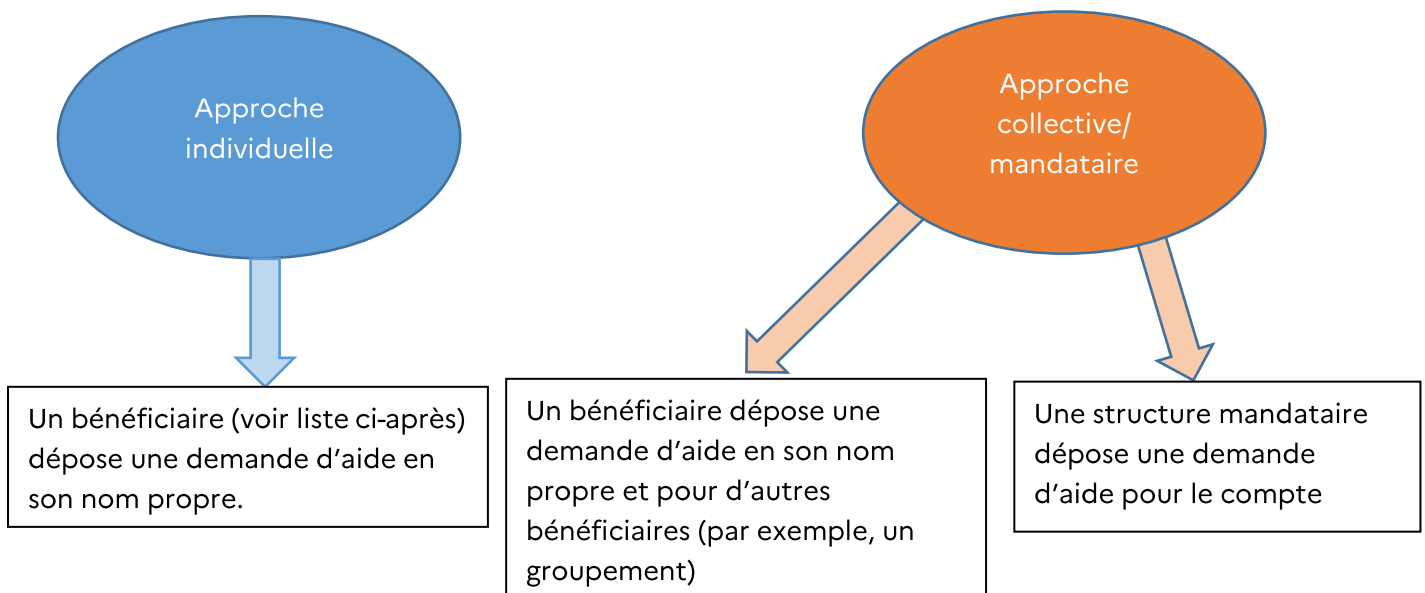 Approche
individuelle
Approche
collective/
mandataire
Un bénéficiaire (voir liste ci-après)
dépose une demande d’aide en
son nom propre.
Un bénéficiaire dépose une
demande d’aide en son nom
propre et pour d’autres
bénéficiaires (par exemple, un
groupement)
Une structure mandataire
dépose une demande
d’aide pour le compte